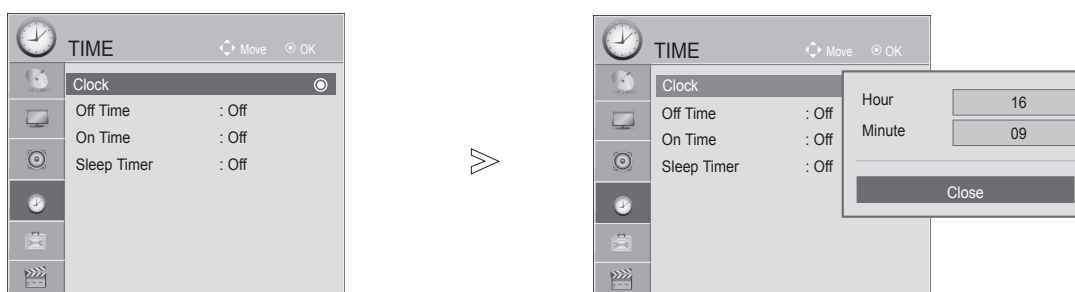 TIME Move OK
Clock
Off Time : Off
On Time : Off
Sleep Timer : Off
TIME Move OK
Clock
Off Time : Off
On Time : Off
Sleep Timer : Off
Hour 16
Minute 09
Close